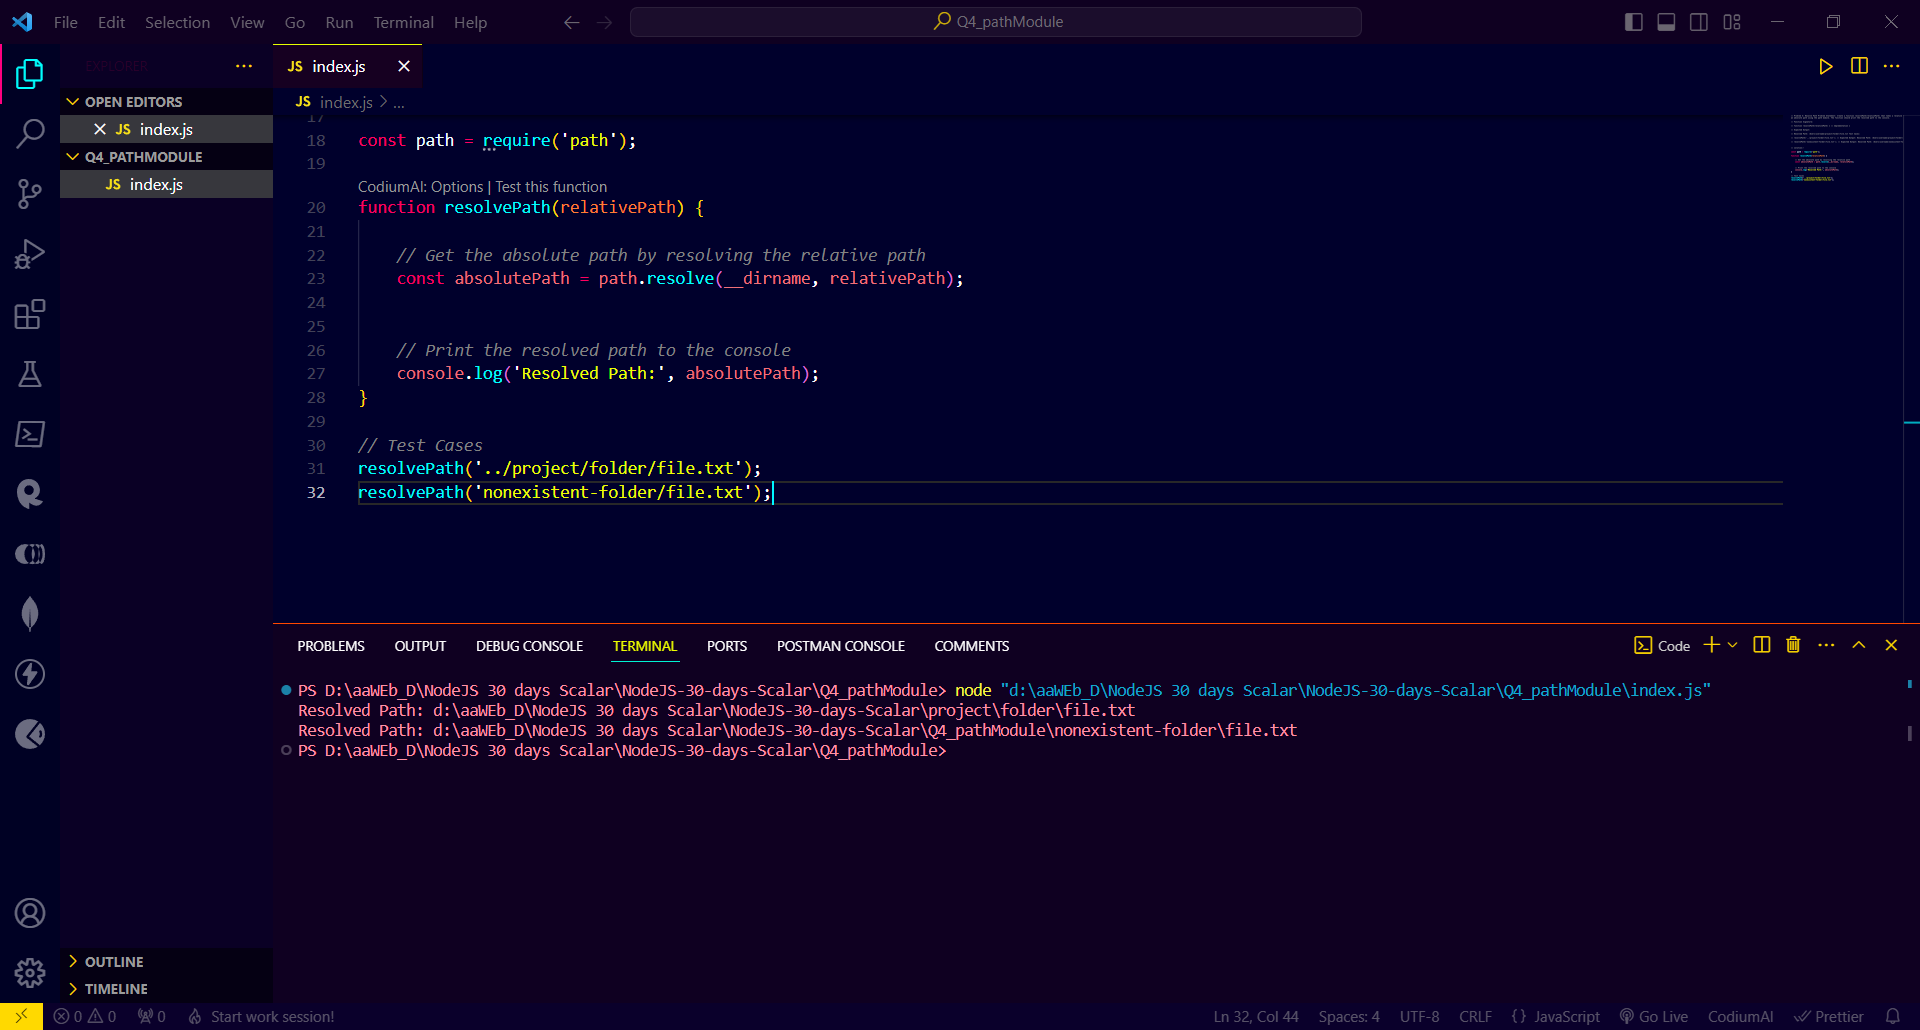 File Edit Selection View Go Run Terminal Help Q4_pathModule
EXPLORER
JS index.js
OPEN EDITORS
JS index.js
Q4_PATHMODULE
JS index.js
JS index.js > ...
17
18 const path = require('path');
19
CodiumAI: Options | Test this function
20 function resolvePath(relativePath) {
21
22 // Get the absolute path by resolving the relative path
23 const absolutePath = path.resolve(__dirname, relativePath);
24
25
26 // Print the resolved path to the console
27 console.log('Resolved Path:', absolutePath);
28 }
29
30 // Test Cases
31 resolvePath('../project/folder/file.txt');
32 resolvePath('nonexistent-folder/file.txt');
PROBLEMS OUTPUT DEBUG CONSOLE TERMINAL PORTS POSTMAN CONSOLE COMMENTS Code
PS D:\aaWEb_D\NodeJS 30 days Scalar\NodeJS-30-days-Scalar\Q4_pathModule> node "d:\aaWEb_D\NodeJS 30 days Scalar\NodeJS-30-days-Scalar\Q4_pathModule\index.js"
Resolved Path: d:\aaWEb_D\NodeJS 30 days Scalar\NodeJS-30-days-Scalar\project\folder\file.txt
Resolved Path: d:\aaWEb_D\NodeJS 30 days Scalar\NodeJS-30-days-Scalar\Q4_pathModule\nonexistent-folder\file.txt
PS D:\aaWEb_D\NodeJS 30 days Scalar\NodeJS-30-days-Scalar\Q4_pathModule>
OUTLINE
TIMELINE
0 0 0 Start work session! Ln 32, Col 44 Spaces: 4 UTF-8 CRLF {} JavaScript Go Live CodiumAI Prettier